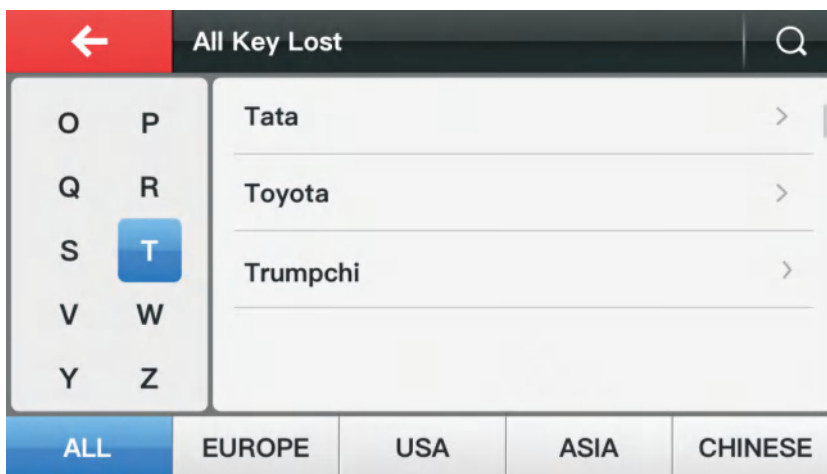 All Key Lost
O P
Q R
S T
V W
Y Z
Tata
Toyota
Trumpchi
ALL EUROPE USA ASIA CHINESE